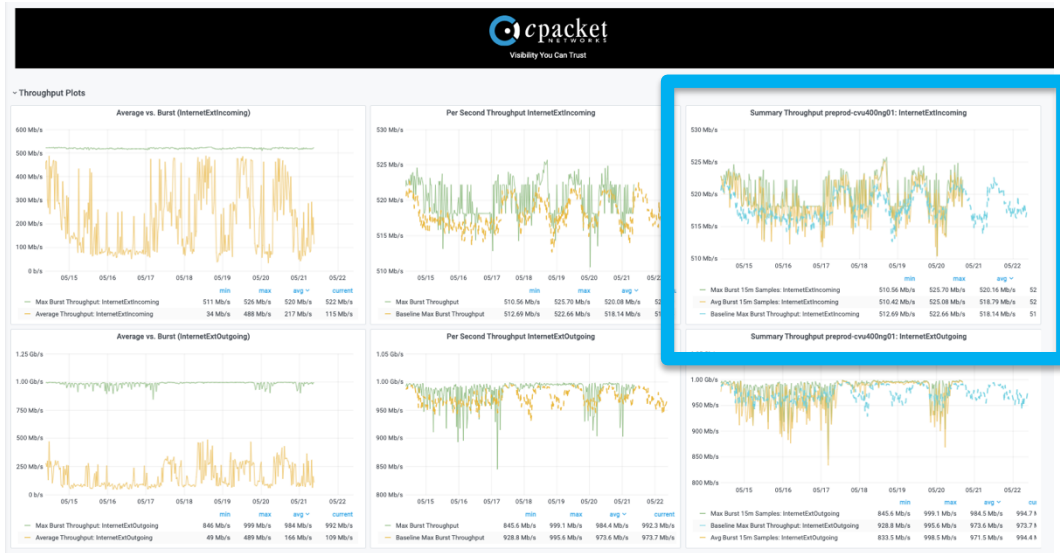 cpacket
NETWORKS
Visibility You Can Trust
Throughput Plots
Average vs. Burst (InternetExtIncoming)
600 Mb/s
500 Mb/s
400 Mb/s
300 Mb/s
200 Mb/s
100 Mb/s
0 b/s
05/15 05/16 05/17 05/18 05/19 05/20 05/21 05/22
min max avg current
Max Burst Throughput: InternetExtIncoming 511 Mb/s 526 Mb/s 520 Mb/s 522 Mb/s
Average Throughput: InternetExtIncoming 34 Mb/s 488 Mb/s 217 Mb/s 115 Mb/s
Per Second Throughput InternetExtIncoming
530 Mb/s
525 Mb/s
520 Mb/s
515 Mb/s
510 Mb/s
05/15 05/16 05/17 05/18 05/19 05/20 05/21 05/22
min max avg
Max Burst Throughput 510.56 Mb/s 525.70 Mb/s 520.08 Mb/s 52
Baseline Max Burst Throughput 512.69 Mb/s 522.66 Mb/s 518.14 Mb/s 51
Summary Throughput preprod-cvu400ng01: InternetExtIncoming
530 Mb/s
525 Mb/s
520 Mb/s
515 Mb/s
510 Mb/s
05/15 05/16 05/17 05/18 05/19 05/20 05/21 05/22
min max avg
Max Burst 15m Samples: InternetExtIncoming 510.56 Mb/s 525.70 Mb/s 520.16 Mb/s 52
Avg Burst 15m Samples: InternetExtIncoming 510.42 Mb/s 525.08 Mb/s 518.79 Mb/s 52
Baseline Max Burst Throughput: InternetExtIncoming 512.69 Mb/s 522.66 Mb/s 518.14 Mb/s 51
Average vs. Burst (InternetExtOutgoing)
1.25 Gb/s
1.00 Gb/s
750 Mb/s
500 Mb/s
250 Mb/s
0 b/s
05/15 05/16 05/17 05/18 05/19 05/20 05/21 05/22
min max avg current
Max Burst Throughput: InternetExtOutgoing 846 Mb/s 999 Mb/s 984 Mb/s 992 Mb/s
Average Throughput: InternetExtOutgoing 49 Mb/s 489 Mb/s 166 Mb/s 109 Mb/s
Per Second Throughput InternetExtOutgoing
1.05 Gb/s
1.00 Gb/s
950 Mb/s
900 Mb/s
850 Mb/s
800 Mb/s
05/15 05/16 05/17 05/18 05/19 05/20 05/21 05/22
min max avg current
Max Burst Throughput 845.6 Mb/s 999.1 Mb/s 984.4 Mb/s 992.3 Mb/s
Baseline Max Burst Throughput 928.8 Mb/s 995.6 Mb/s 973.6 Mb/s 973.7 Mb/s
Summary Throughput preprod-cvu400ng01: InternetExtOutgoing
1.00 Gb/s
950 Mb/s
900 Mb/s
850 Mb/s
800 Mb/s
05/15 05/16 05/17 05/18 05/19 05/20 05/21 05/22
min max avg cu
Max Burst 15m Samples: InternetExtOutgoing 845.6 Mb/s 999.1 Mb/s 984.5 Mb/s 994.7
Baseline Max Burst Throughput: InternetExtOutgoing 928.8 Mb/s 995.6 Mb/s 973.6 Mb/s 973.7
Avg Burst 15m Samples: InternetExtOutgoing 833.5 Mb/s 998.5 Mb/s 971.5 Mb/s 994.4